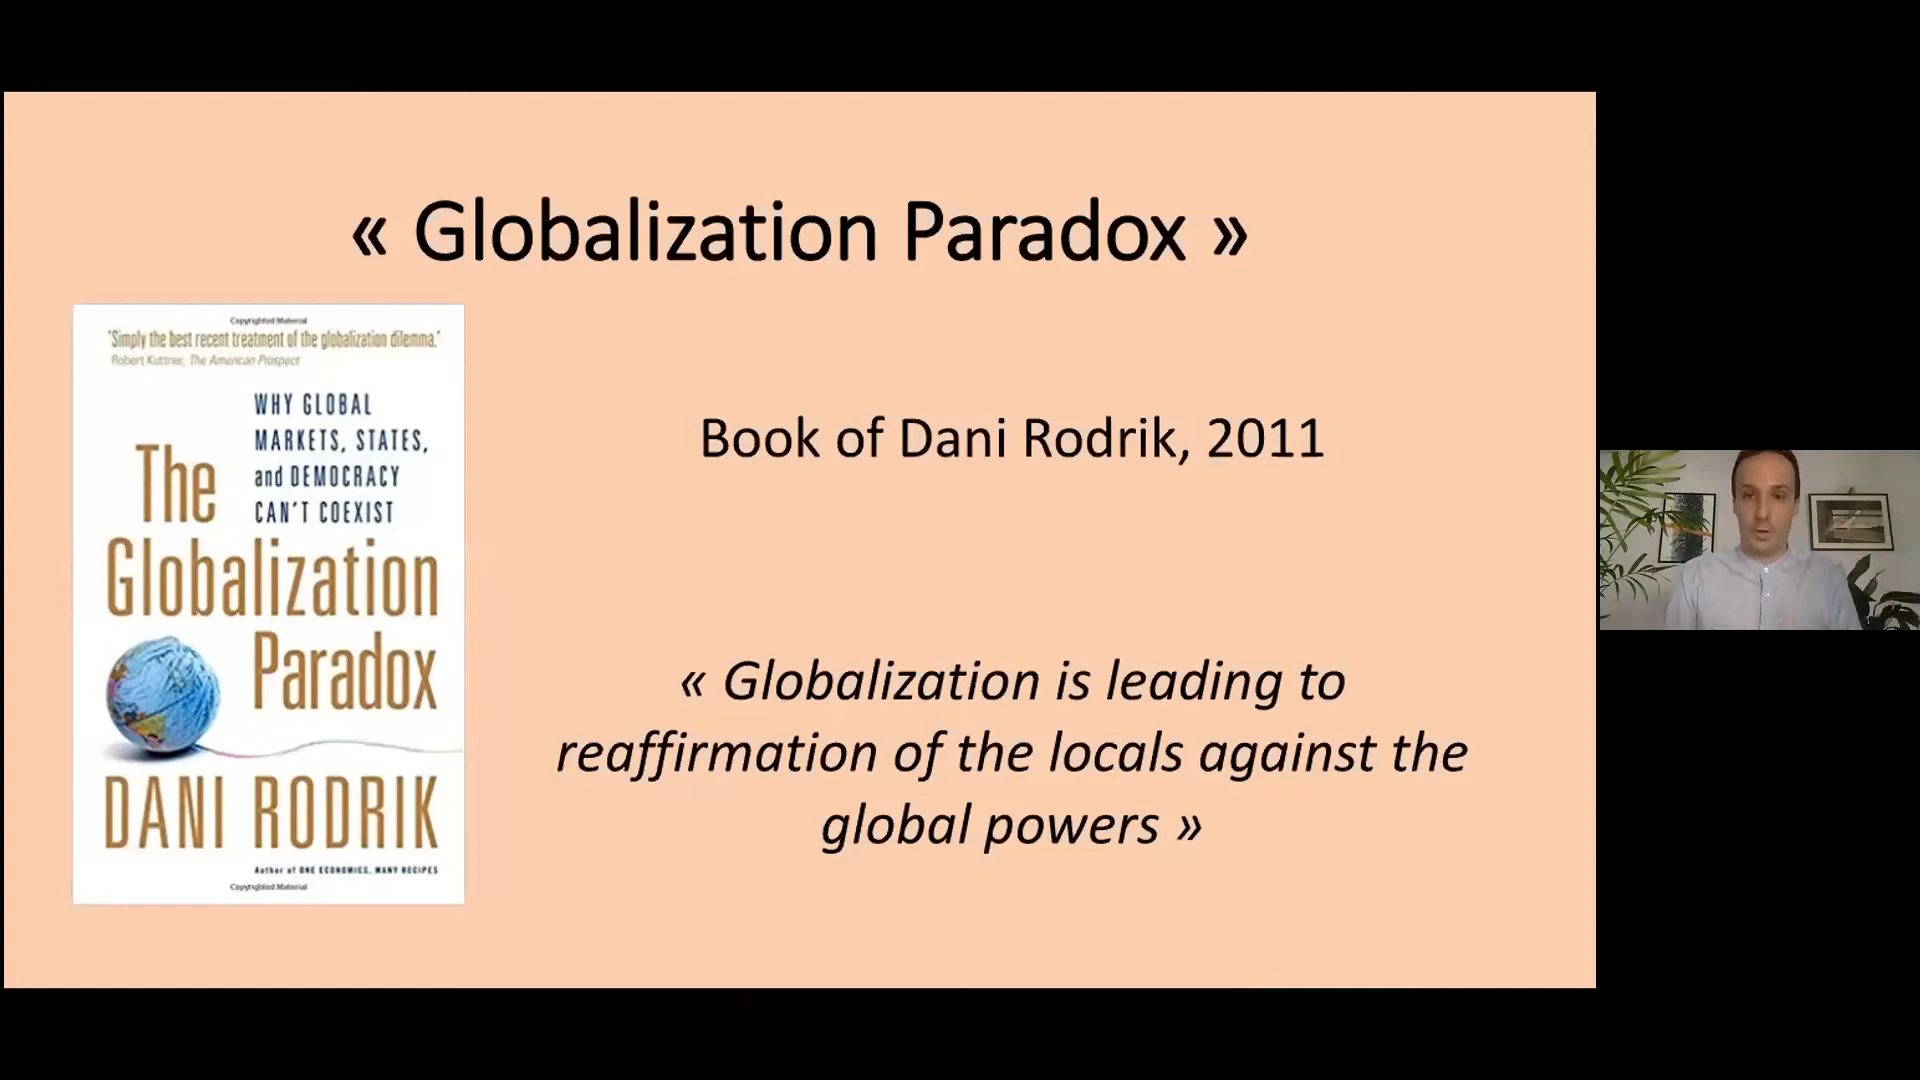 « Globalization Paradox »
Copyrighted Material
'Simply the best recent treatment of the globalization dilemma.'
Robert Kuttner, The American Prospect
WHY GLOBAL
MARKETS, STATES,
and DEMOCRACY
CAN'T COEXIST
The
Globalization
Paradox
DANI RODRIK
Author of ONE ECONOMICS, MANY RECIPES
Copyrighted Material
Book of Dani Rodrik, 2011
« Globalization is leading to
reaffirmation of the locals against the
global powers »